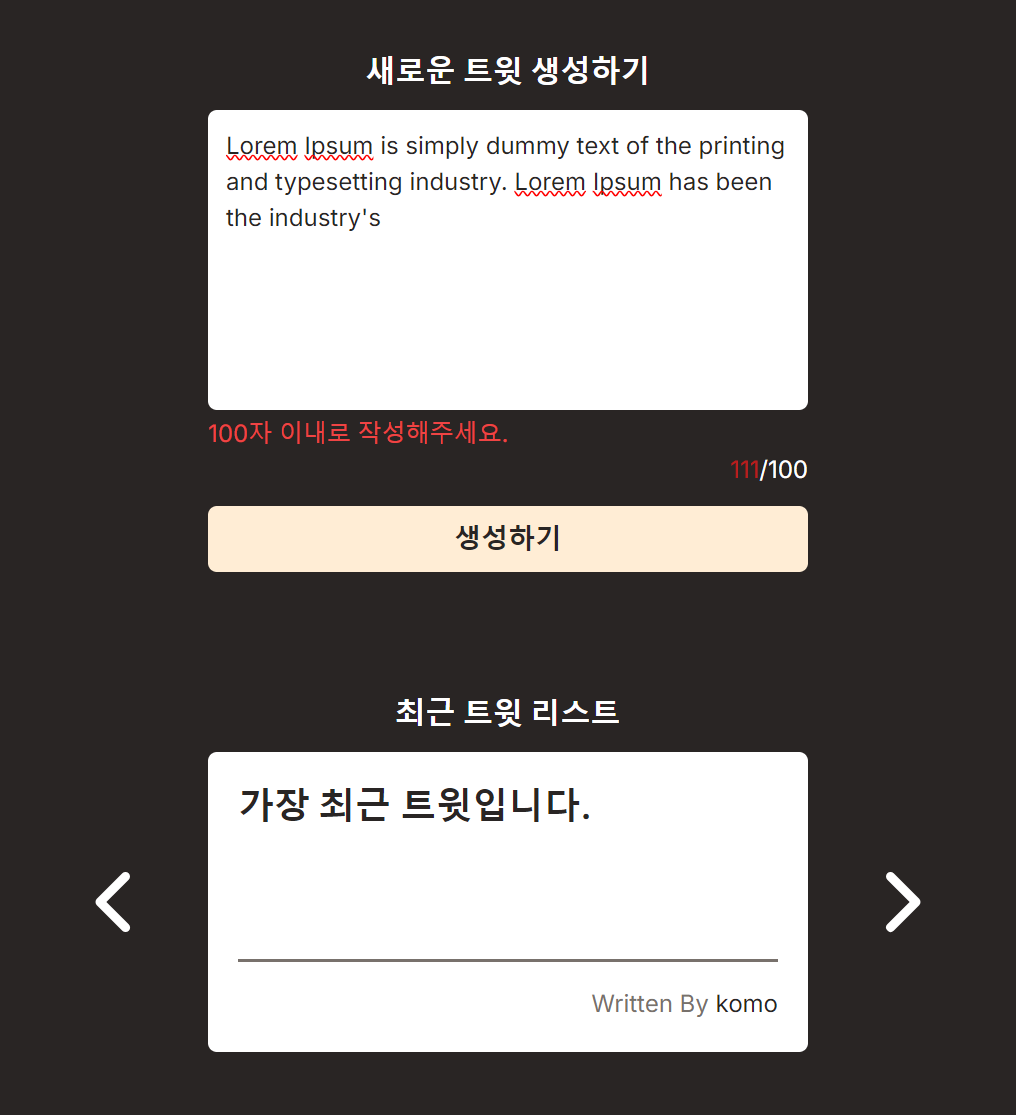 새로운 트윗 생성하기
Lorem Ipsum is simply dummy text of the printing
and typesetting industry. Lorem Ipsum has been
the industry's
100자 이내로 작성해주세요.
111/100
생성하기
최근 트윗 리스트
가장 최근 트윗입니다.
Written By komo